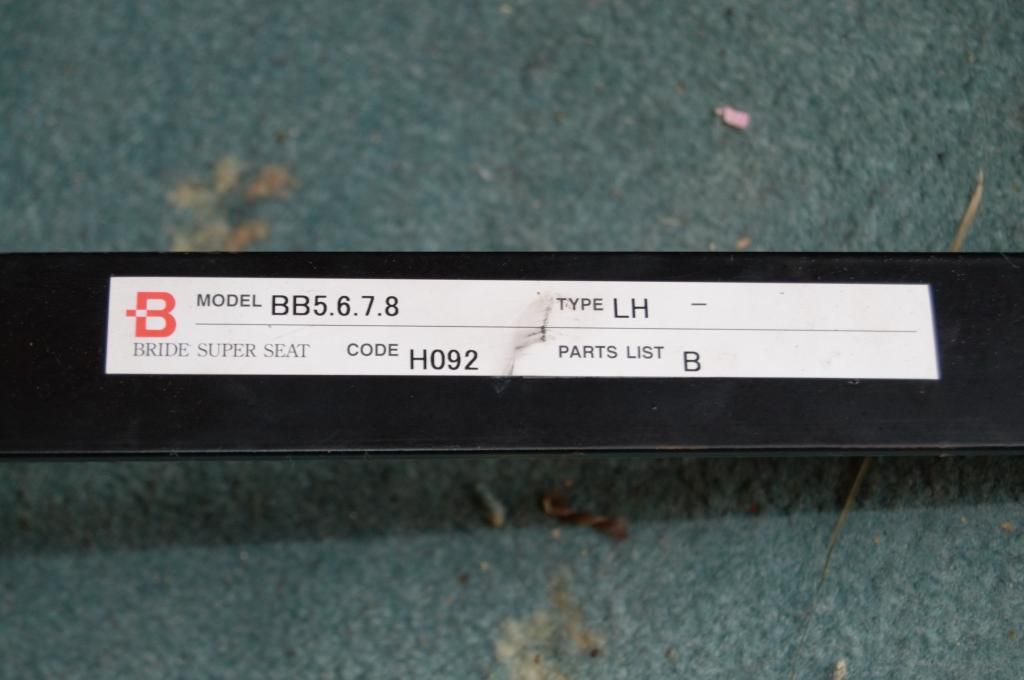 B MODEL BB5.6.7.8 TYPE LH –
BRIDE SUPER SEAT CODE H092 PARTS LIST B